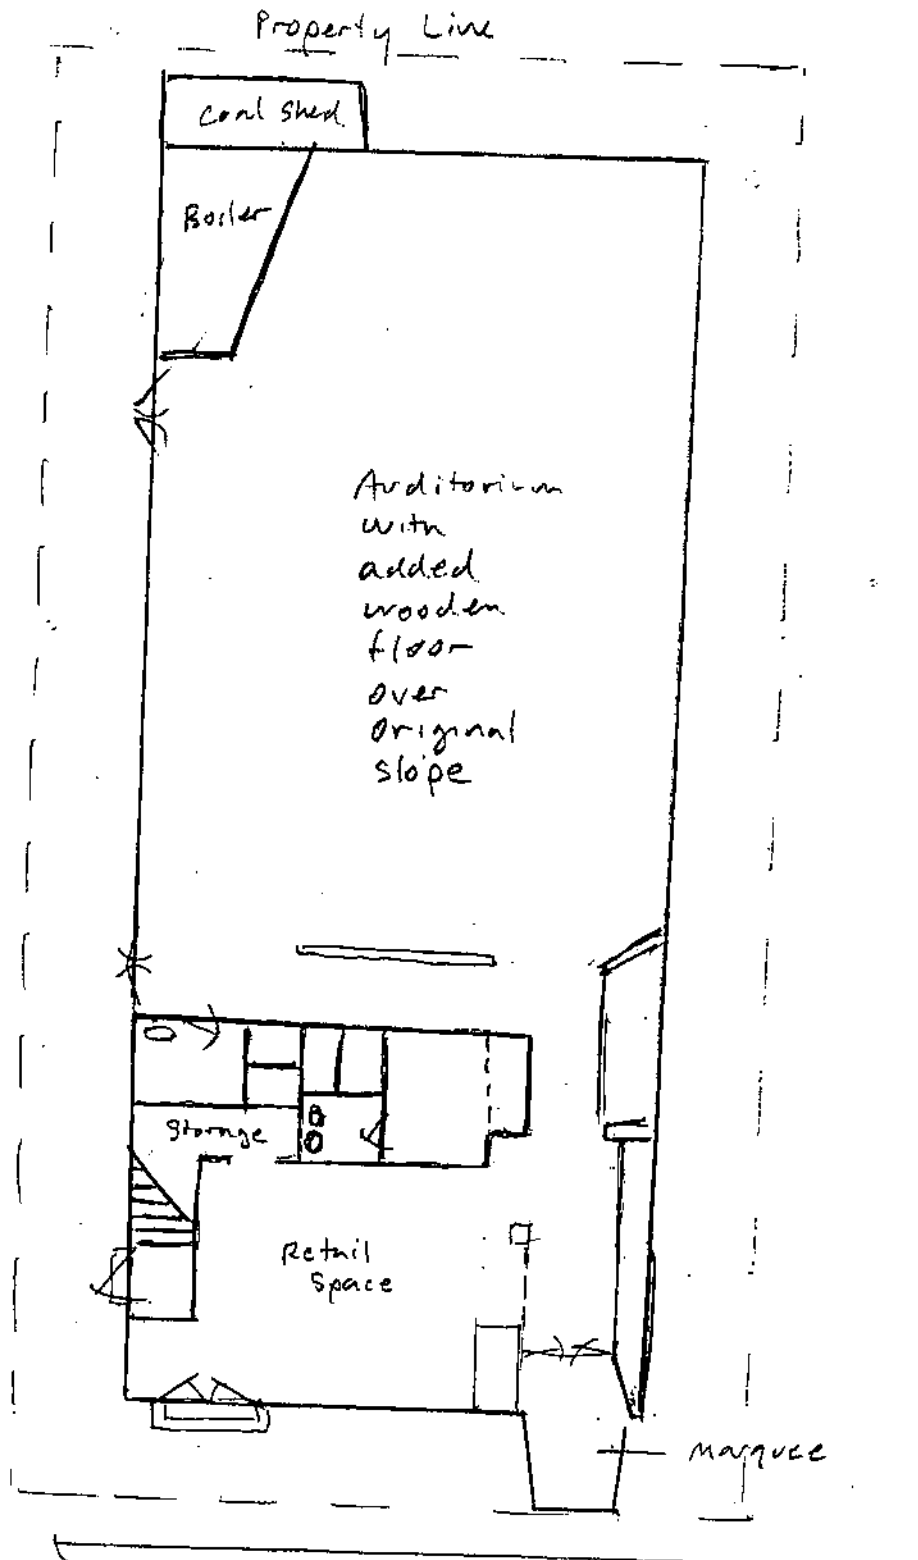 Property Line
Coal Shed
Boiler
Auditorium
with
added
wooden
floor
over
original
slope
Storage
Retail
Space
Marquee